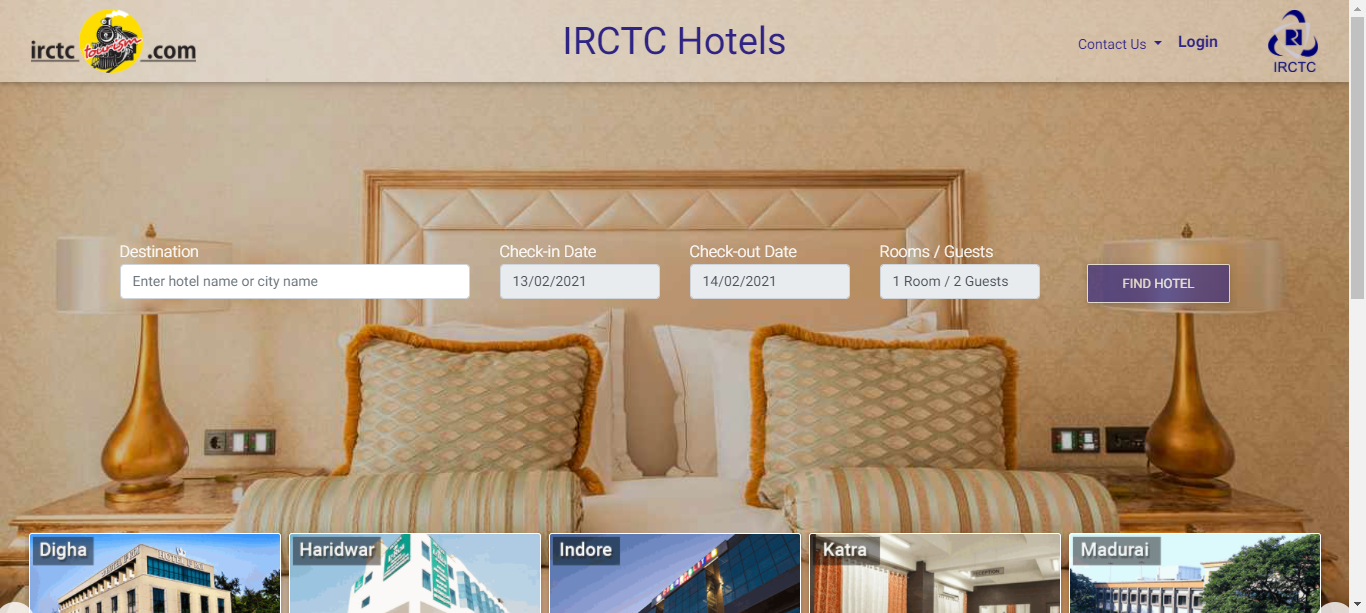 irctc tourism .com
IRCTC Hotels
Contact Us
Login
IRCTC
Destination
Check-in Date
Check-out Date
Rooms / Guests
Enter hotel name or city name
13/02/2021
14/02/2021
1 Room / 2 Guests
FIND HOTEL
Digha
Haridwar
Indore
Katra
Madurai
RECEPTION